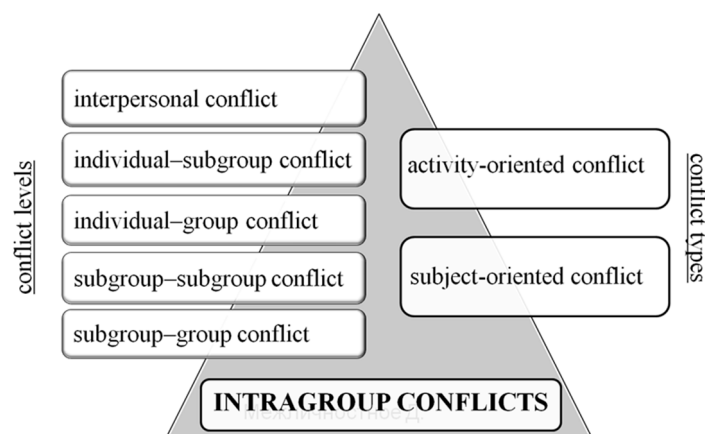 conflict levels
interpersonal conflict
individual–subgroup conflict
individual–group conflict
subgroup–subgroup conflict
subgroup–group conflict
activity-oriented conflict
subject-oriented conflict
conflict types
INTRAGROUP CONFLICTS